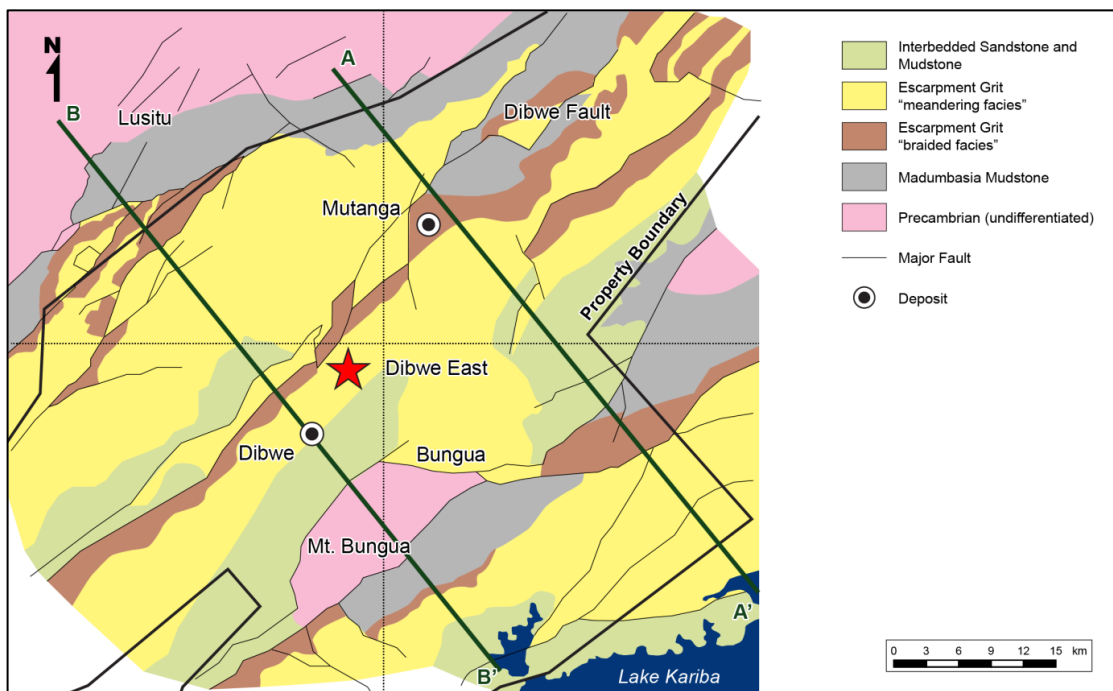 N
A
B
Lusitu
Dibwe Fault
Mutanga
Property Boundary
Dibwe East
Dibwe
Bungua
Mt. Bungua
A'
B'
Lake Kariba
Interbedded Sandstone and
Mudstone
Escarpment Grit
"meandering facies"
Escarpment Grit
"braided facies"
Madumbasia Mudstone
Precambrian (undifferentiated)
Major Fault
Deposit
0 3 6 9 12 15 km